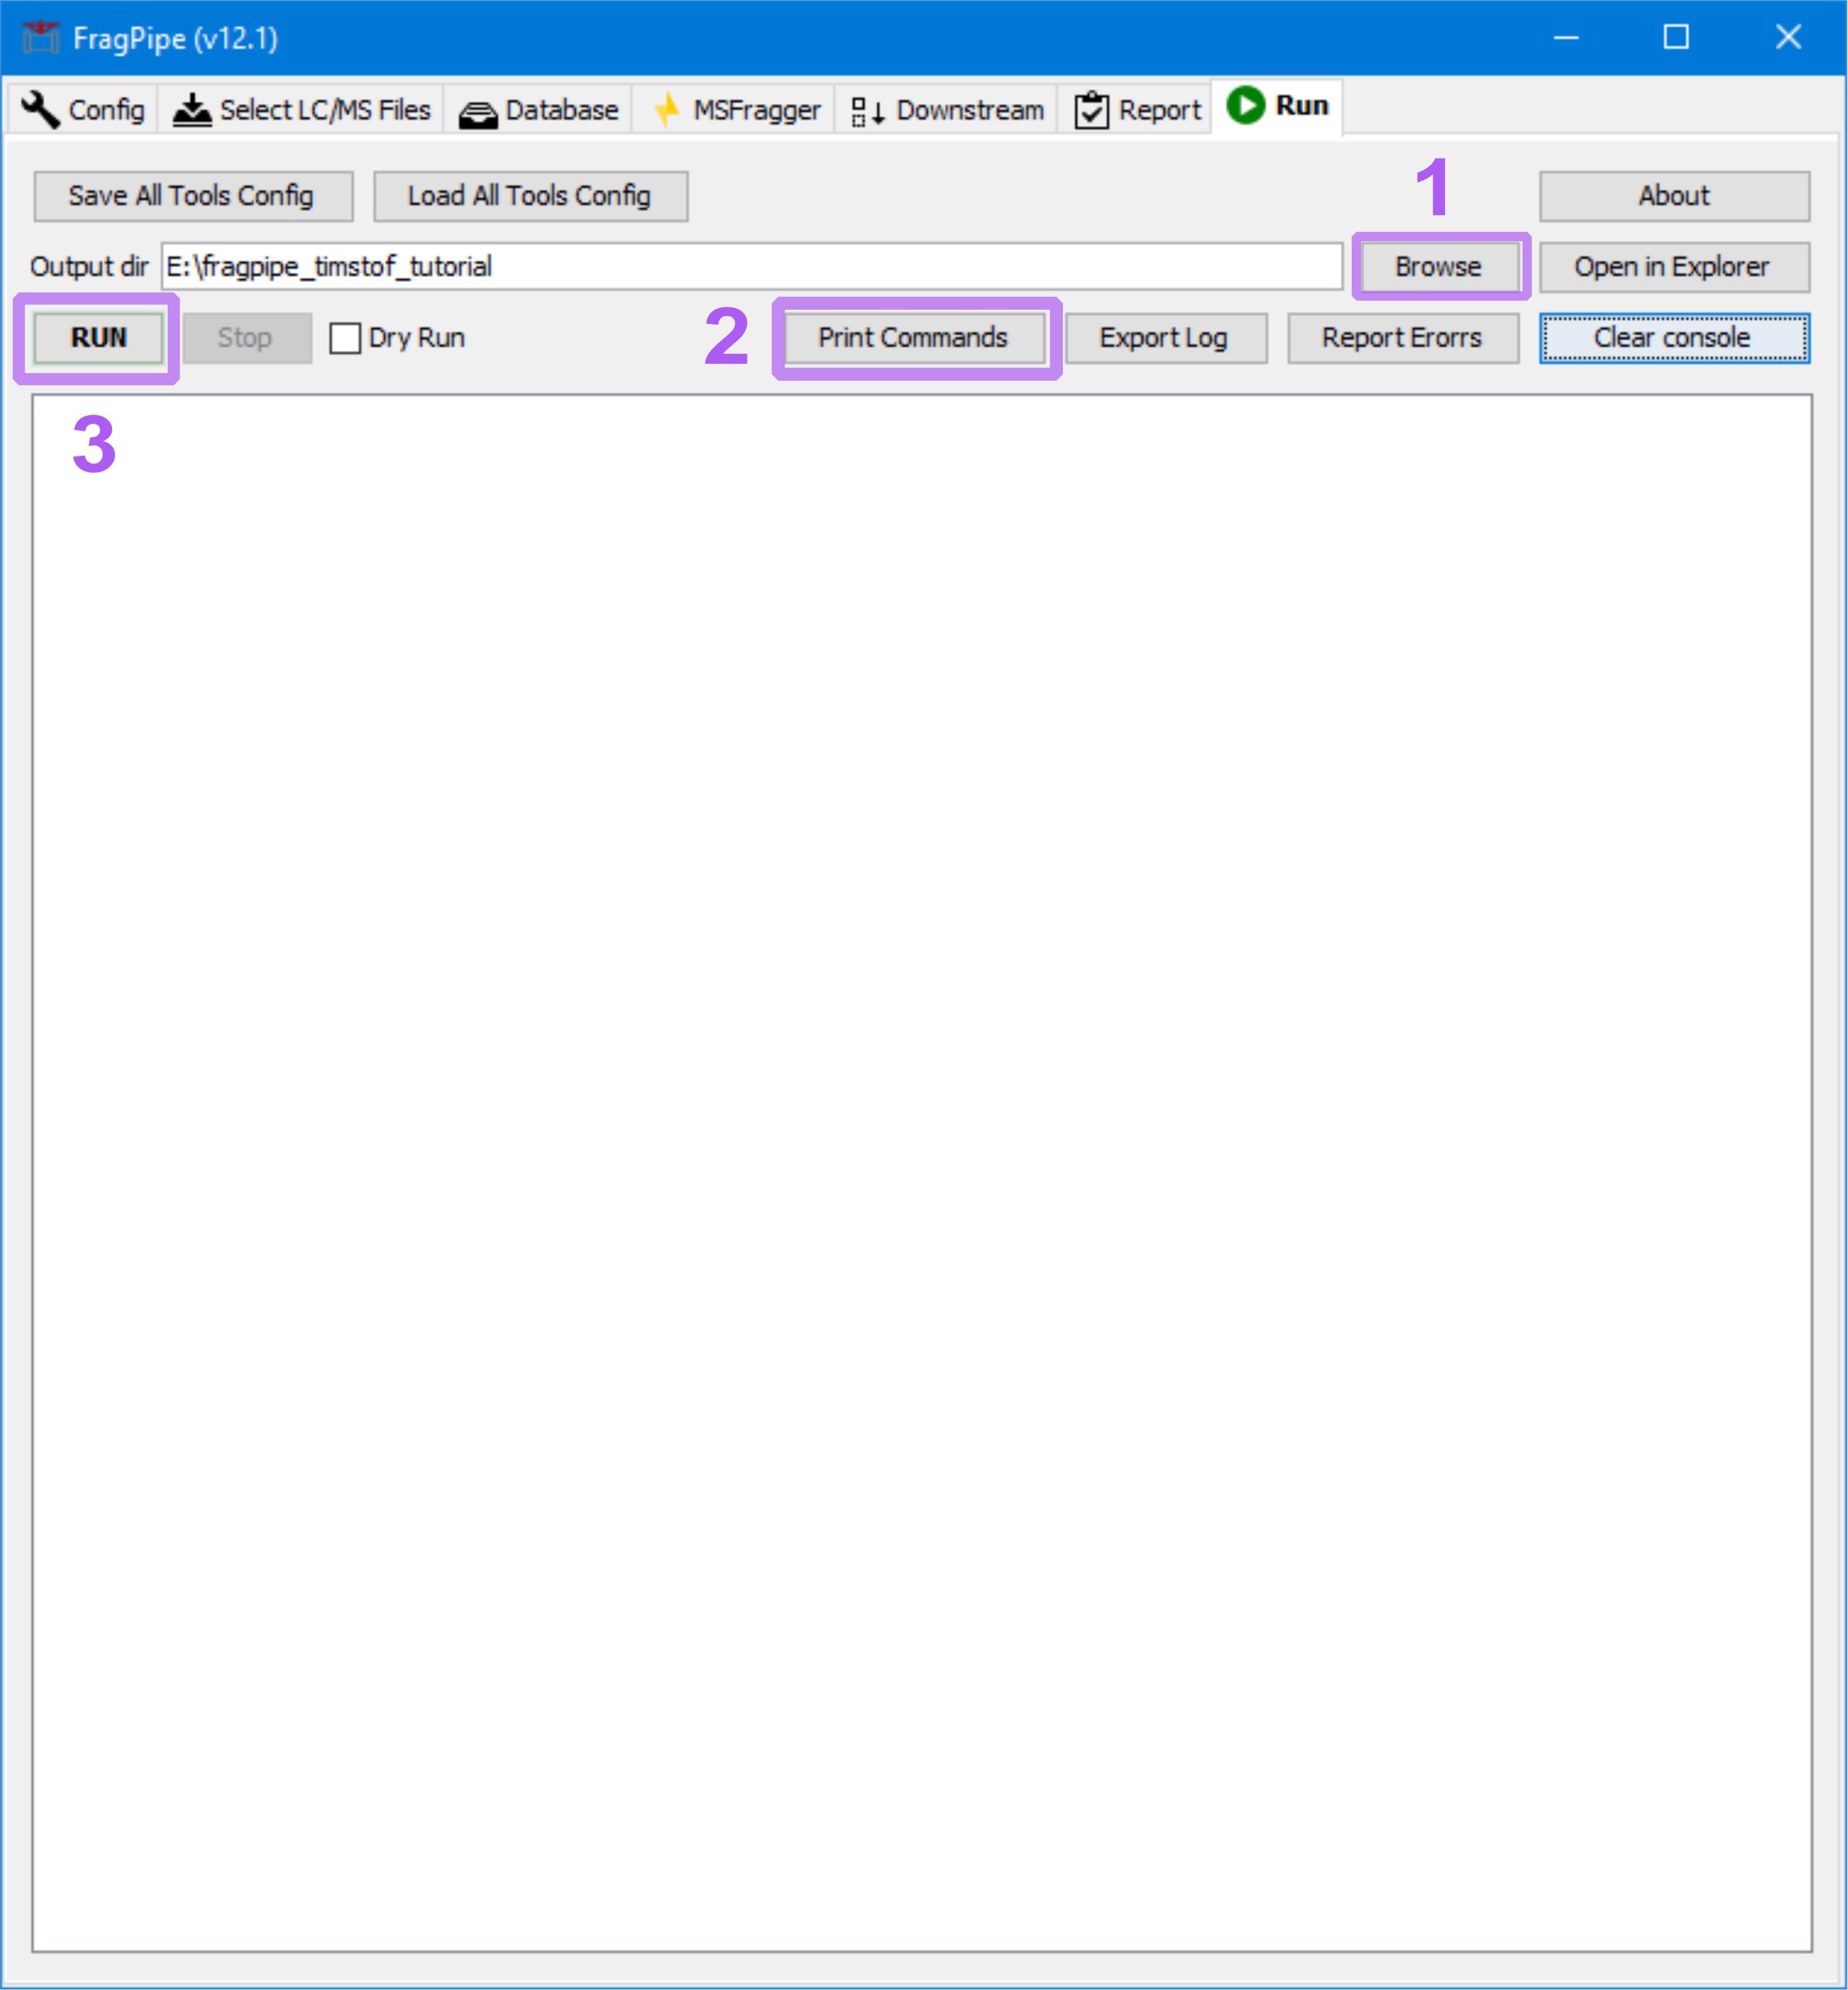 FragPipe (v12.1)
Config Select LC/MS Files Database MSFragger Downstream Report Run
1
Save All Tools Config Load All Tools Config About
Output dir E:\fragpipe_timstof_tutorial Browse Open in Explorer
RUN Stop Dry Run 2 Print Commands Export Log Report Erorrs Clear console
3